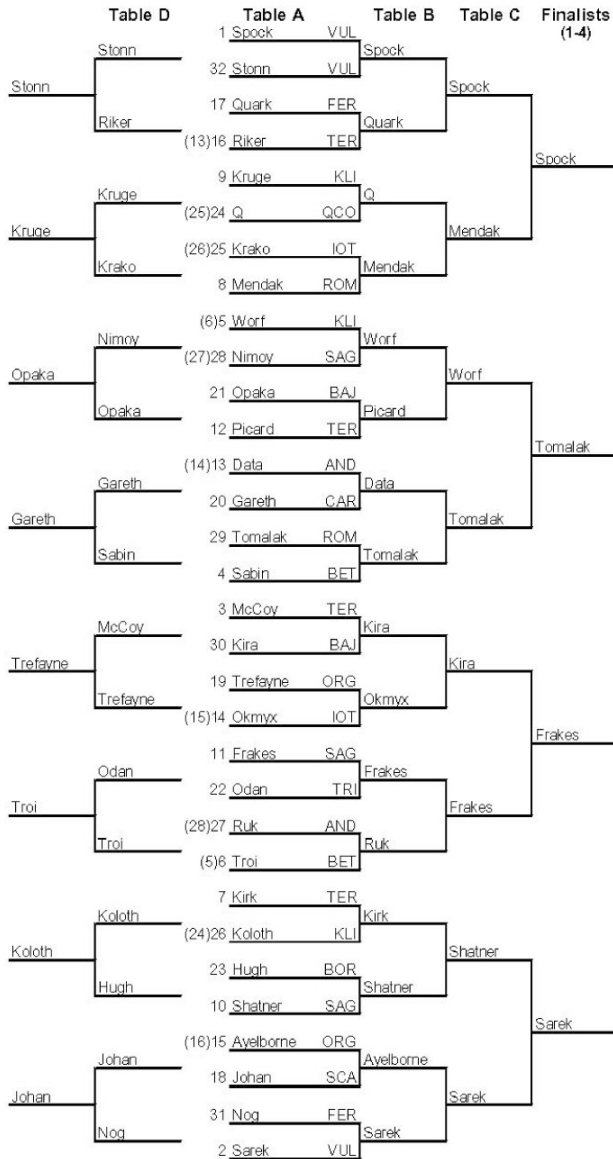 Table D Table A Table B Table C Finalists
(1-4)
1 Spock VUL
Stonn Spock
32 Stonn VUL
Stonn Spock
17 Quark FER
Riker Quark
(13)16 Riker TER
Spock
9 Kruge KLI
Kruge Q
(25)24 Q QCO
Kruge Mendak
(26)25 Krako IOT
Krako Mendak
8 Mendak ROM
(6)5 Worf KLI
Nimoy Worf
(27)28 Nimoy SAG
Opaka Worf
21 Opaka BAJ
Opaka Picard
12 Picard TER
Tomalak
(14)13 Data AND
Gareth Data
20 Gareth CAR
Gareth Tomalak
29 Tomalak ROM
Sabin Tomalak
4 Sabin BET
3 McCoy TER
McCoy Kira
30 Kira BAJ
Trefayne Kira
19 Trefayne ORG
Trefayne Okmyx
(15)14 Okmyx IOT
Frakes
11 Frakes SAG
Odan Frakes
22 Odan TRI
Troi Frakes
(28)27 Ruk AND
Troi Ruk
(5)6 Troi BET
7 Kirk TER
Koloth Kirk
(24)26 Koloth KLI
Koloth Shatner
23 Hugh BOR
Hugh Shatner
10 Shatner SAG
Sarek
(16)15 Ayelborne ORG
Johan Ayelborne
18 Johan SCA
Johan Sarek
31 Nog FER
Nog Sarek
2 Sarek VUL